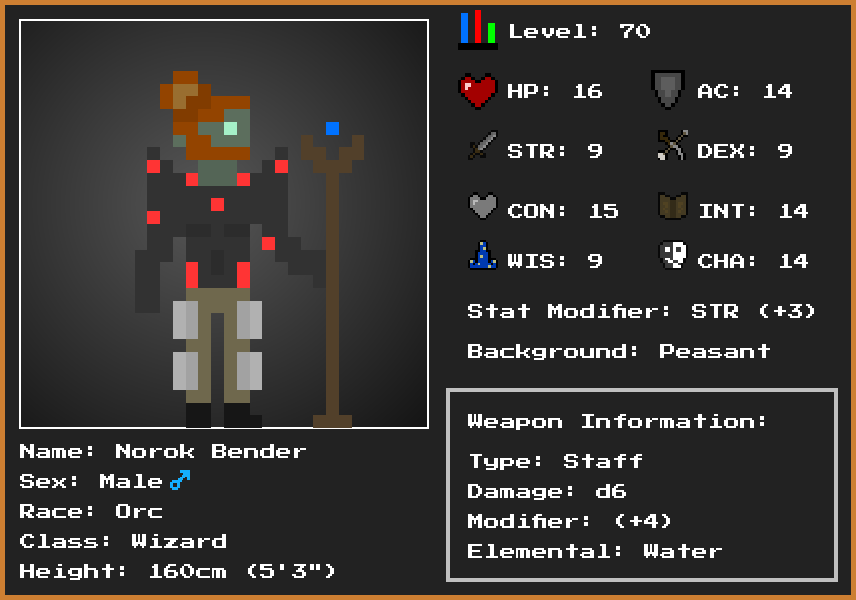 Level: 70
HP: 16 AC: 14
STR: 9 DEX: 9
CON: 15 INT: 14
WIS: 9 CHA: 14
Stat Modifier: STR (+3)
Background: Peasant
Weapon Information:
Type: Staff
Damage: d6
Modifier: (+4)
Elemental: Water
Name: Norok Bender
Sex: Male ♂
Race: Orc
Class: Wizard
Height: 160cm (5'3")